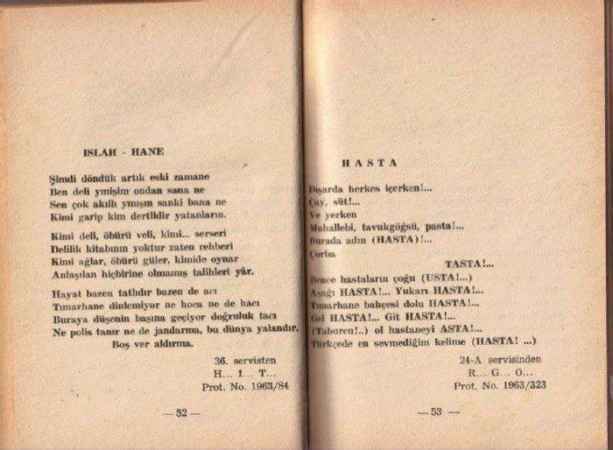 ISLAH - HANE
Şimdi döndük artık eski zamane
Ben deli ymişim ondan sana ne
Sen çok akıllı ymışın sanki bana ne
Kimi garip kim dertlidir yatanların.
Kimi deli, öbürü veli, kimi... serseri
Delilik kitabının yoktur zaten rehberi
Kimi ağlar, öbürü güler, kimide oynar
Anlaşılan hiçbirine olmamış talihleri yâr.
Hayat bazen tatlıdır bazen de acı
Tımarhane dinlemiyor ne hoca ne de hacı
Buraya düşenin başına geçiyor doğruluk tacı
Ne polis tanır ne de jandarma, bu dünya yalandır.
Boş ver aldırma.
36. servisten
H... İ... T...
Prot. No. 1963/84
— 52 —
HASTA
Dışarda herkes içerken!...
Çay, süt!...
Ve yerken
Muhallebi, tavukgöğsü, pasta!...
Burada adın (HASTA)!...
Çorba
TASTA!...
Bence hastaların çoğu (USTA!...)
Aşağı HASTA!... Yukarı HASTA!...
Tımarhane bahçesi dolu HASTA!...
Gel HASTA!... Git HASTA!...
(Taburcu!..) ol hastaneyi ASTA!...
Türkçede en sevmediğim kelime (HASTA! ...)
24-A servisinden
R... G... O...
Prot. No. 1963/323
— 53 —